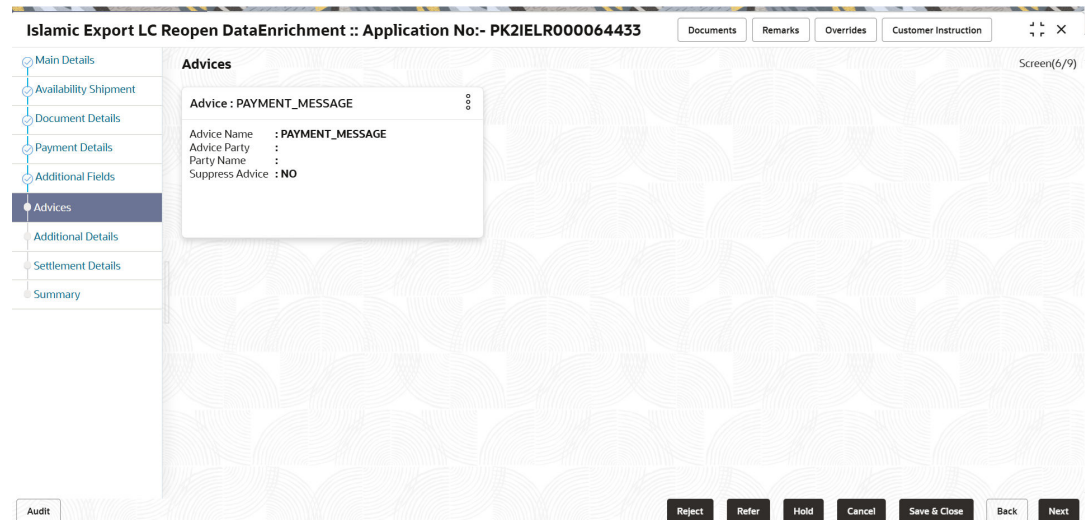 Islamic Export LC Reopen DataEnrichment :: Application No:- PK2IELR000064433
Documents
Remarks
Overrides
Customer Instruction
Main Details
Availability Shipment
Document Details
Payment Details
Additional Fields
Advices
Additional Details
Settlement Details
Summary
Advices
Screen(6/9)
Advice : PAYMENT_MESSAGE
Advice Name : PAYMENT_MESSAGE
Advice Party :
Party Name :
Suppress Advice : NO
Audit
Reject
Refer
Hold
Cancel
Save & Close
Back
Next